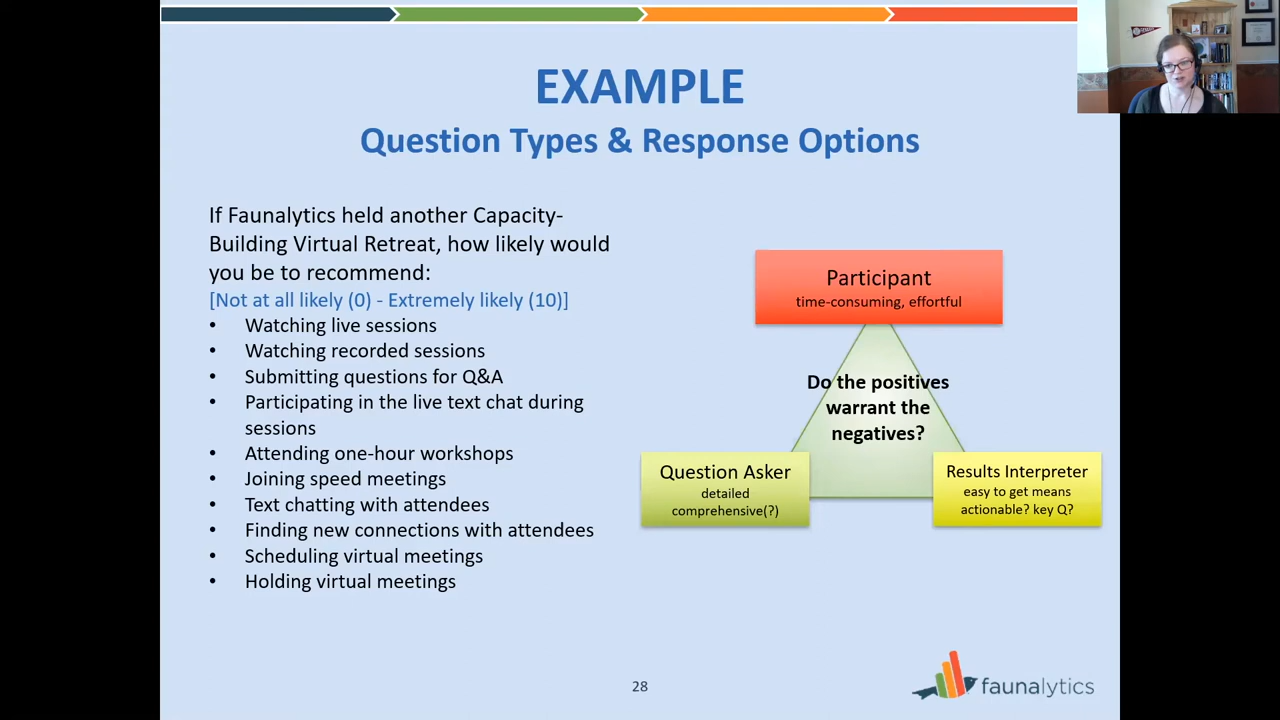 EXAMPLE
Question Types & Response Options
If Faunalytics held another Capacity-
Building Virtual Retreat, how likely would
you be to recommend:
[Not at all likely (0) - Extremely likely (10)]
• Watching live sessions
• Watching recorded sessions
• Submitting questions for Q&A
• Participating in the live text chat during
sessions
• Attending one-hour workshops
• Joining speed meetings
• Text chatting with attendees
• Finding new connections with attendees
• Scheduling virtual meetings
• Holding virtual meetings
Participant
time-consuming, effortful
Do the positives
warrant the
negatives?
Question Asker
detailed
comprehensive(?)
Results Interpreter
easy to get means
actionable? key Q?
28
faunalytics